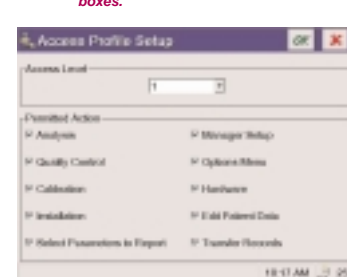 boxes.
Access Profile Setup OK
Access Level
1
Permitted Action
Analysis Manager Setup
Quality Control Options Menu
Calibration Hardware
Installation Edit Patient Data
Select Parameters to Report Transfer Records
10:17 AM